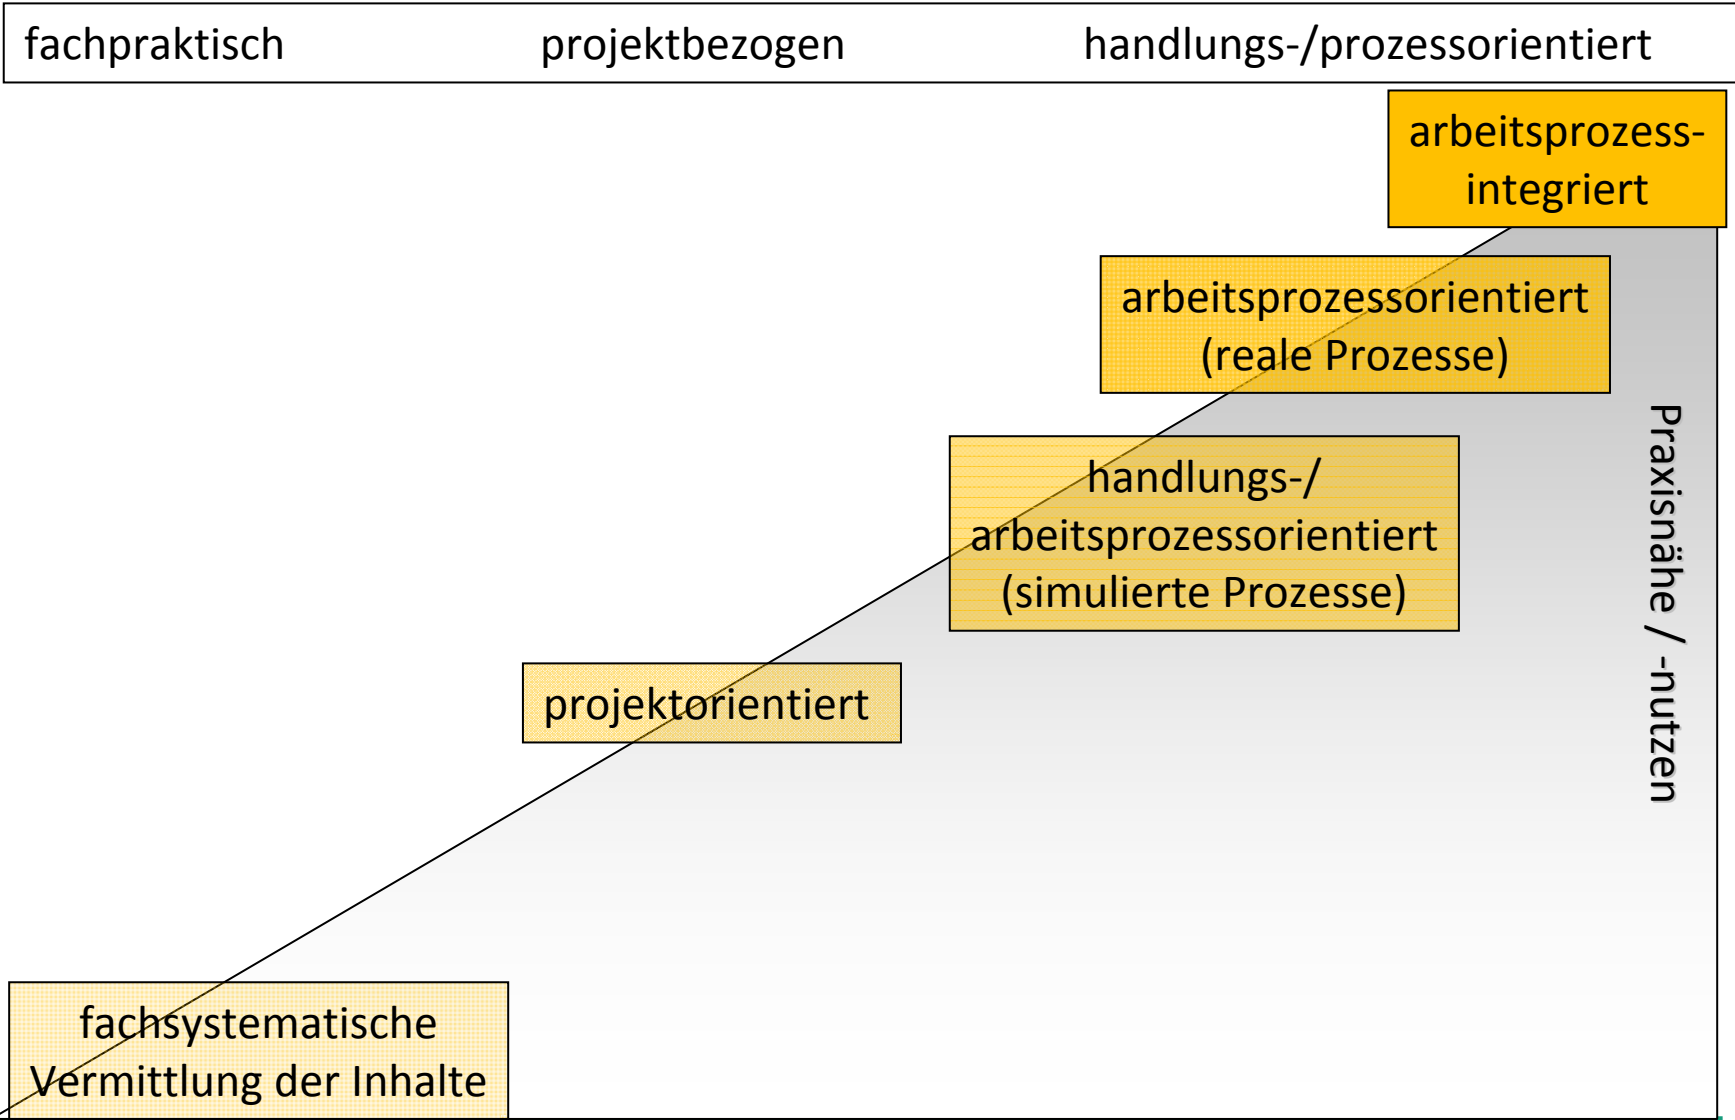 fachpraktisch projektbezogen handlungs-/prozessorientiert
arbeitsprozess-
integriert
arbeitsprozessorientiert
(reale Prozesse)
handlungs-/
arbeitsprozessorientiert
(simulierte Prozesse)
Praxisnähe / -nutzen
projektorientiert
fachsystematische
Vermittlung der Inhalte